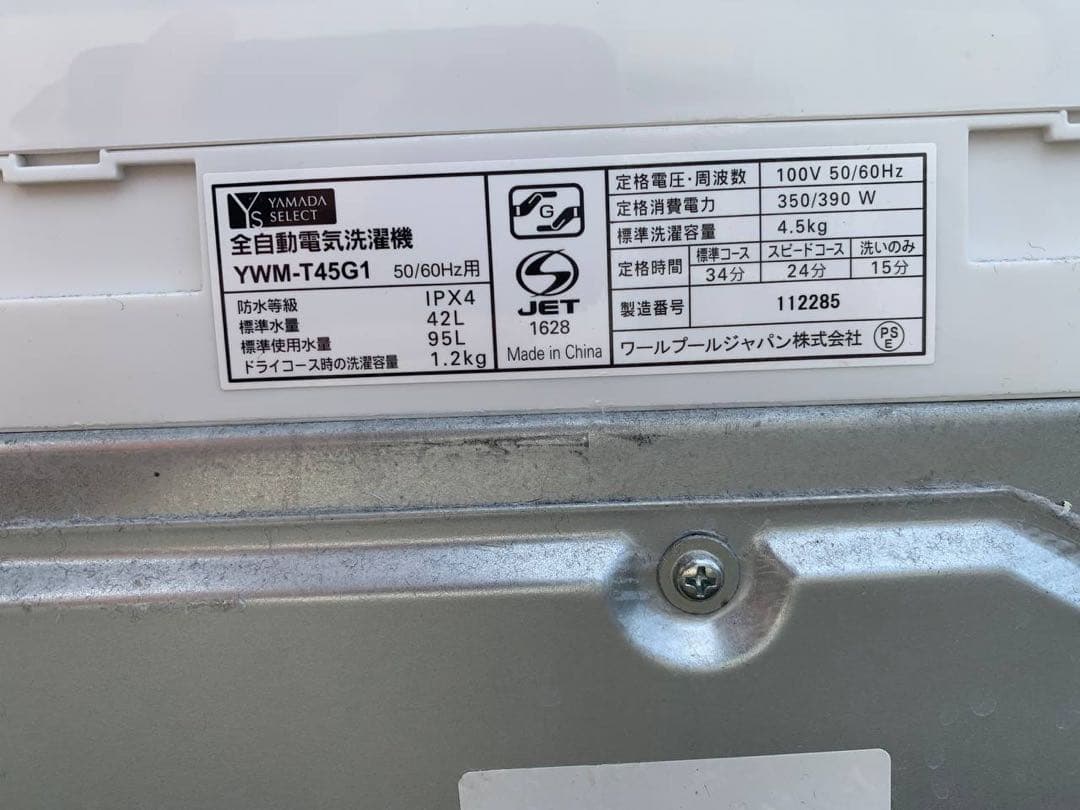 YS YAMADA
SELECT
全自動電気洗濯機
YWM-T45G1 50/60Hz用
防水等級 IPX4
標準水量 42L
標準使用水量 95L
ドライコース時の洗濯容量 1.2kg
G
S
JET
1628
Made in China
定格電圧・周波数 100V 50/60Hz
定格消費電力 350/390 W
標準洗濯容量 4.5kg
定格時間 標準コース スピードコース 洗いのみ
34分 24分 15分
製造番号 112285
ワールプールジャパン株式会社 PS
E